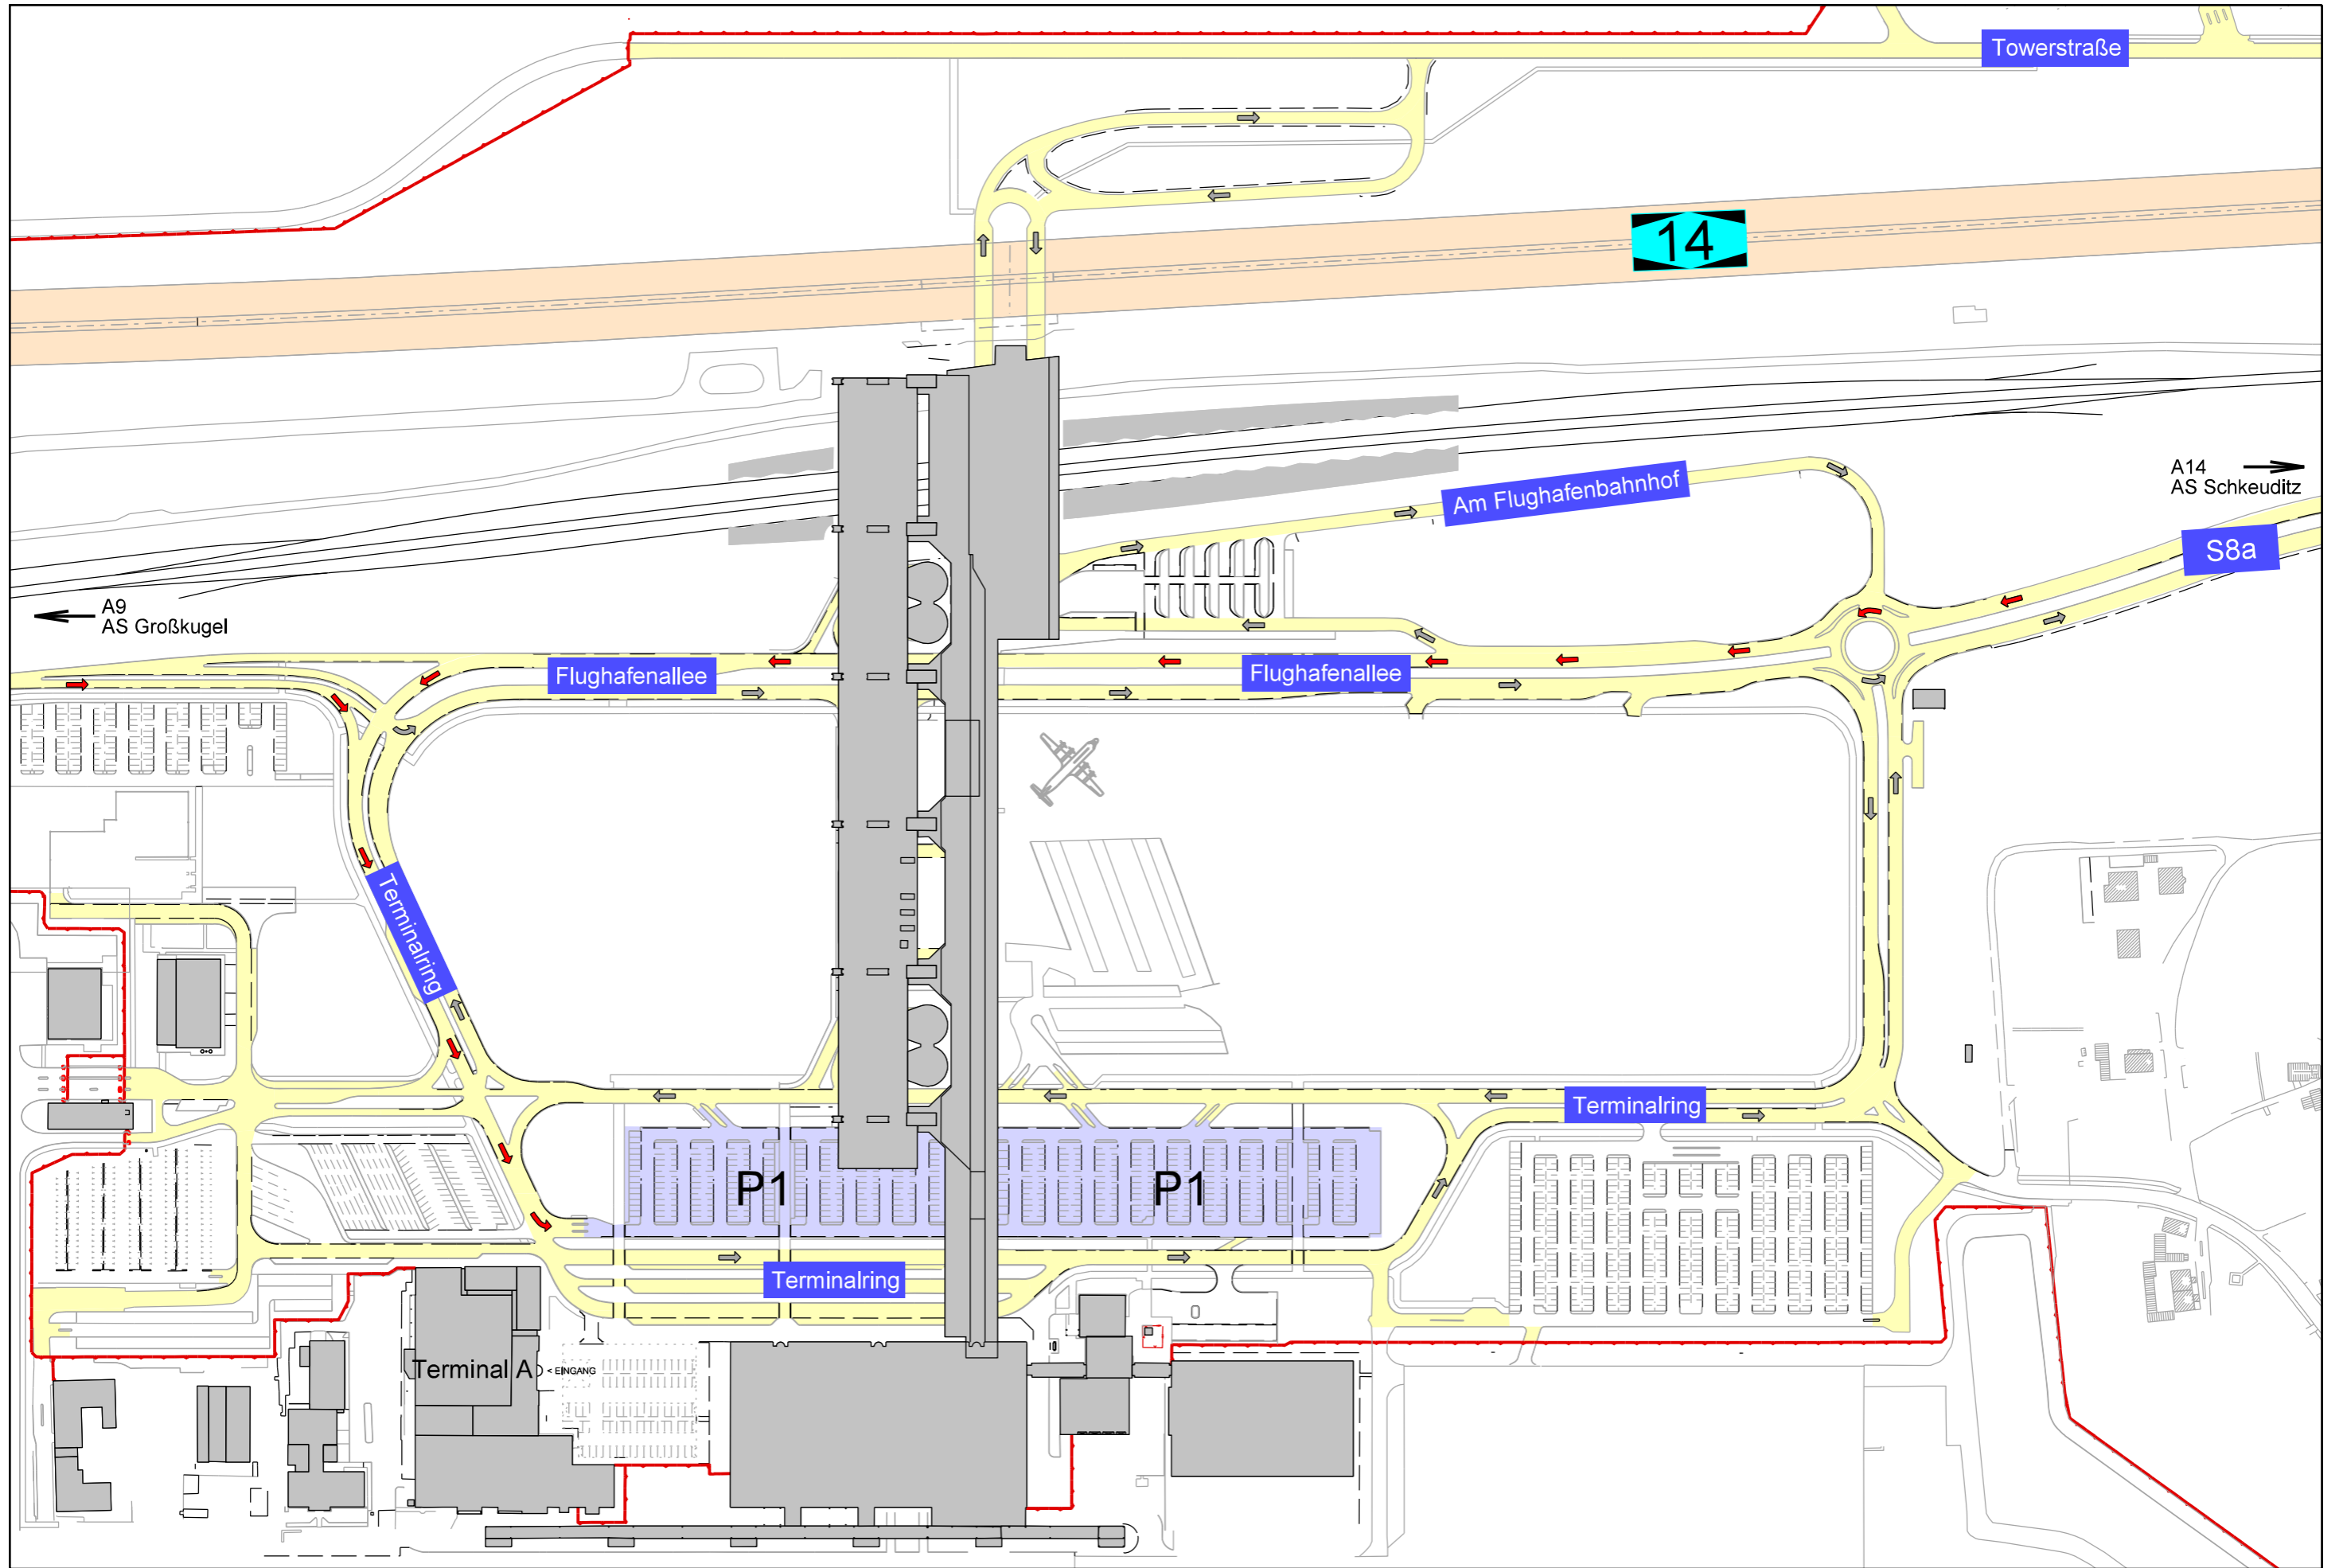 Towerstraße
14
Am Flughafenbahnhof
A14
AS Schkeuditz
S8a
A9
AS Großkugel
Flughafenallee
Flughafenallee
Terminalring
Terminalring
P1
P1
Terminalring
Terminal A
< EINGANG